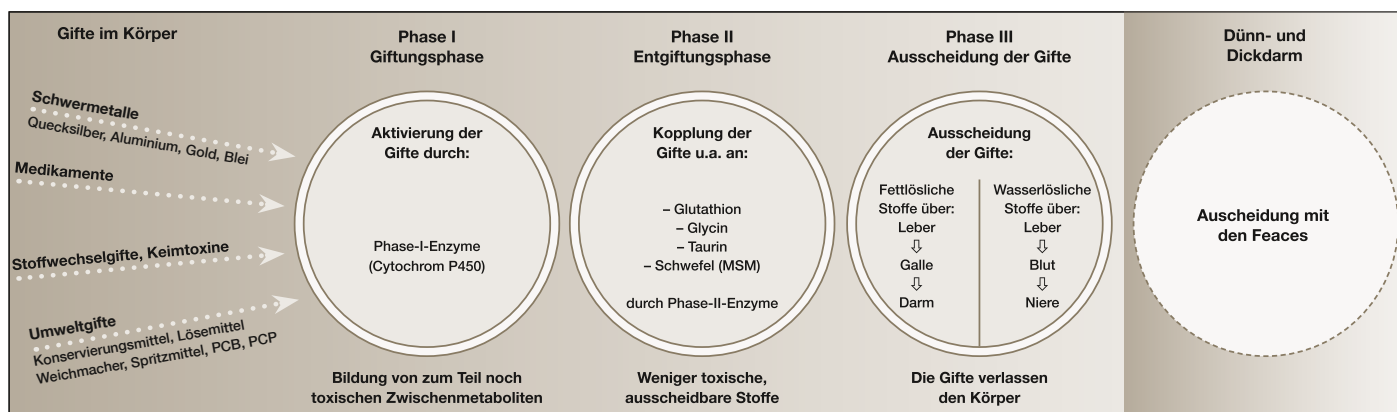 Gifte im Körper
Schwermetalle
Quecksilber, Aluminium, Gold, Blei
Medikamente
Stoffwechselgifte, Keimtoxine
Umweltgifte
Konservierungsmittel, Lösemittel
Weichmacher, Spritzmittel, PCB, PCP
Phase I
Giftungsphase
Aktivierung der
Gifte durch:
Phase-I-Enzyme
(Cytochrom P450)
Bildung von zum Teil noch
toxischen Zwischenmetaboliten
Phase II
Entgiftungsphase
Kopplung der
Gifte u.a. an:
– Glutathion
– Glycin
– Taurin
– Schwefel (MSM)
durch Phase-II-Enzyme
Weniger toxische,
ausscheidbare Stoffe
Phase III
Ausscheidung der Gifte
Ausscheidung
der Gifte:
Fettlösliche
Stoffe über:
Leber
⇩
Galle
⇩
Darm
Wasserlösliche
Stoffe über:
Leber
⇩
Blut
⇩
Niere
Die Gifte verlassen
den Körper
Dünn- und
Dickdarm
Auscheidung mit
den Feaces